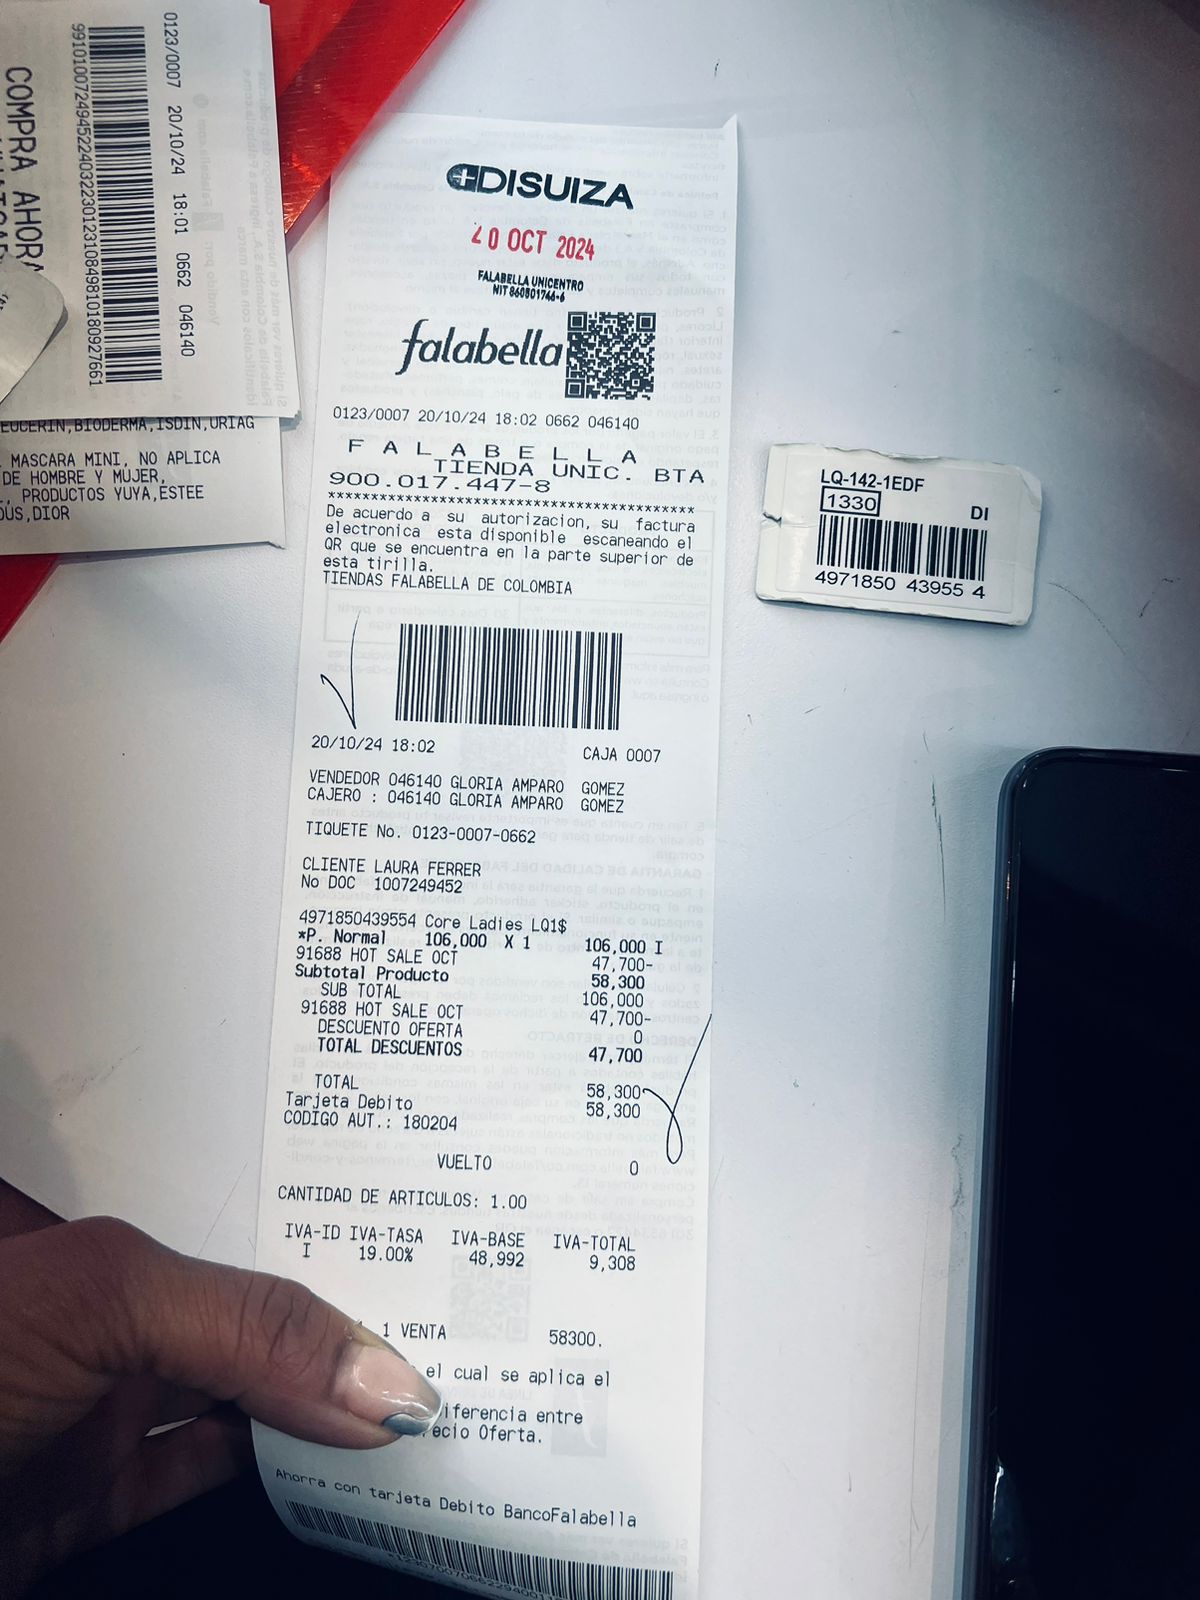 0123/0007 20/10/24 18:01 0662 046140
991010072494522403223012310849810180927661
COMPRA AHORA
EUCERIN,BIODERMA,ISDIN,URIAG
MASCARA MINI, NO APLICA
DE HOMBRE Y MUJER,
PRODUCTOS YUYA,ESTEE
DIOR
DISUIZA
20 OCT 2024
FALABELLA UNICENTRO
NIT 860501746-6
falabella
0123/0007 20/10/24 18:02 0662 046140
F A L A B E L L A
TIENDA UNIC. BTA
900.017.447-8
******************************************
De acuerdo a su autorizacion, su factura
electronica esta disponible escaneando el
QR que se encuentra en la parte superior de
esta tirilla.
TIENDAS FALABELLA DE COLOMBIA
20/10/24 18:02 CAJA 0007
VENDEDOR 046140 GLORIA AMPARO GOMEZ
CAJERO : 046140 GLORIA AMPARO GOMEZ
TIQUETE No. 0123-0007-0662
CLIENTE LAURA FERRER
No DOC 1007249452
4971850439554 Core Ladies LQ1$
*P. Normal 106,000 X 1 106,000 I
91688 HOT SALE OCT 47,700-
Subtotal Producto 58,300
SUB TOTAL 106,000
91688 HOT SALE OCT 47,700-
DESCUENTO OFERTA 0
TOTAL DESCUENTOS 47,700
TOTAL 58,300
Tarjeta Debito 58,300
CODIGO AUT.: 180204
VUELTO 0
CANTIDAD DE ARTICULOS: 1.00
IVA-ID IVA-TASA IVA-BASE IVA-TOTAL
I 19.00% 48,992 9,308
1 VENTA 58300.
el cual se aplica el
iferencia entre
ecio Oferta.
Ahorra con tarjeta Debito BancoFalabella
LQ-142-1EDF
1330 DI
4971850 43955 4